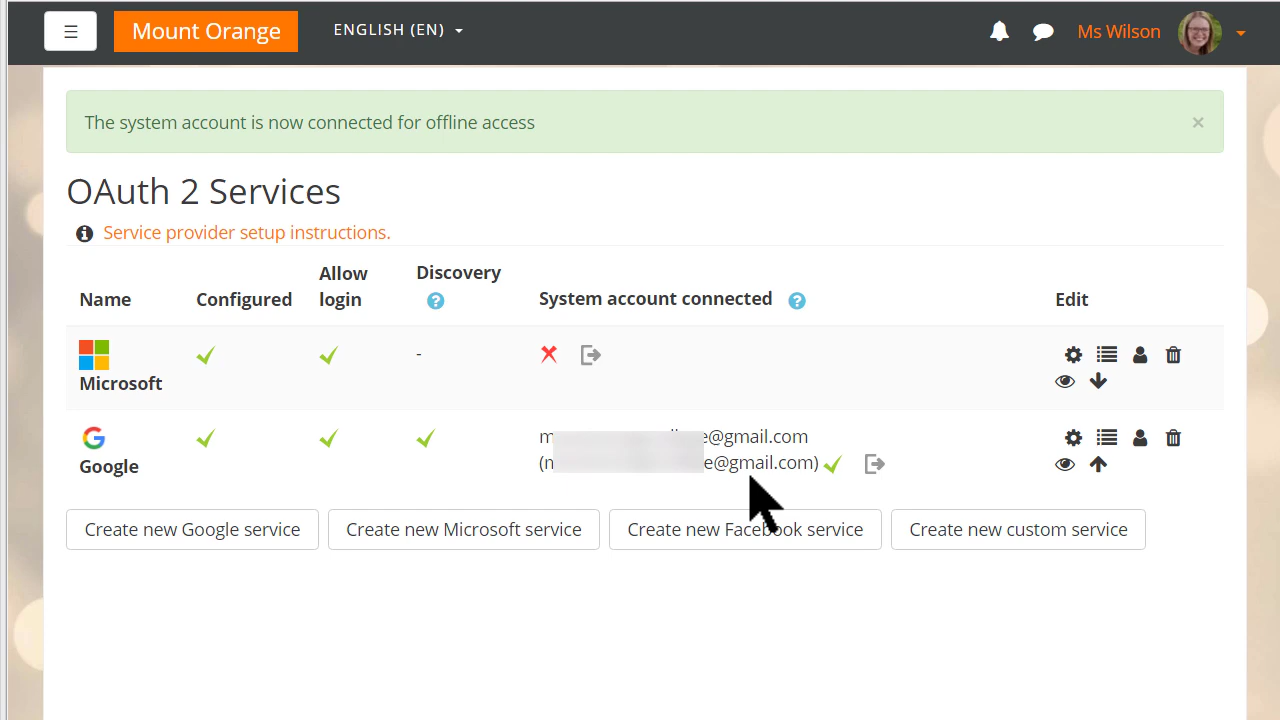 Mount Orange
ENGLISH (EN)
Ms Wilson
The system account is now connected for offline access
×
OAuth 2 Services
Service provider setup instructions.
Name Configured Allow login Discovery System account connected Edit
Microsoft
-
Google
e@gmail.com
e@gmail.com)
Create new Google service Create new Microsoft service Create new Facebook service Create new custom service